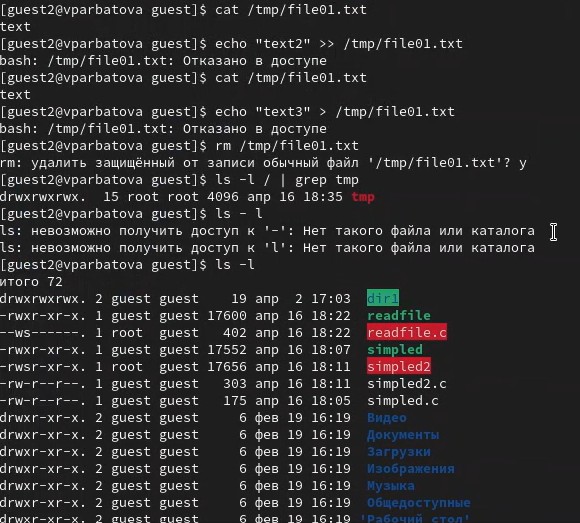 [guest2@vparbatova guest]$ cat /tmp/file01.txt
text
[guest2@vparbatova guest]$ echo "text2" >> /tmp/file01.txt
bash: /tmp/file01.txt: Отказано в доступе
[guest2@vparbatova guest]$ cat /tmp/file01.txt
text
[guest2@vparbatova guest]$ echo "text3" > /tmp/file01.txt
bash: /tmp/file01.txt: Отказано в доступе
[guest2@vparbatova guest]$ rm /tmp/file01.txt
rm: удалить защищённый от записи обычный файл '/tmp/file01.txt'? y
[guest2@vparbatova guest]$ ls -l / | grep tmp
drwxrwxrwx.  15 root root 4096 апр 16 18:35 tmp
[guest2@vparbatova guest]$ ls - l
ls: невозможно получить доступ к '-': Нет такого файла или каталога
ls: невозможно получить доступ к 'l': Нет такого файла или каталога
[guest2@vparbatova guest]$ ls -l
итого 72
drwxrwxrwx. 2 guest guest    19 апр  2 17:03 dir1
-rwxr-xr-x. 1 guest guest 17600 апр 16 18:22 readfile
--ws------. 1 root  guest   402 апр 16 18:22 readfile.c
-rwxr-xr-x. 1 guest guest 17552 апр 16 18:07 simpled
-rwsr-xr-x. 1 root  guest 17656 апр 16 18:11 simpled2
-rw-r--r--. 1 guest guest   303 апр 16 18:11 simpled2.c
-rw-r--r--. 1 guest guest   175 апр 16 18:05 simpled.c
drwxr-xr-x. 2 guest guest     6 фев 19 16:19 Видео
drwxr-xr-x. 2 guest guest     6 фев 19 16:19 Документы
drwxr-xr-x. 2 guest guest     6 фев 19 16:19 Загрузки
drwxr-xr-x. 2 guest guest     6 фев 19 16:19 Изображения
drwxr-xr-x. 2 guest guest     6 фев 19 16:19 Музыка
drwxr-xr-x. 2 guest guest     6 фев 19 16:19 Общедоступные
drwxr-xr-x. 2 guest guest     6 фев 19 16:19 'Рабочий стол'